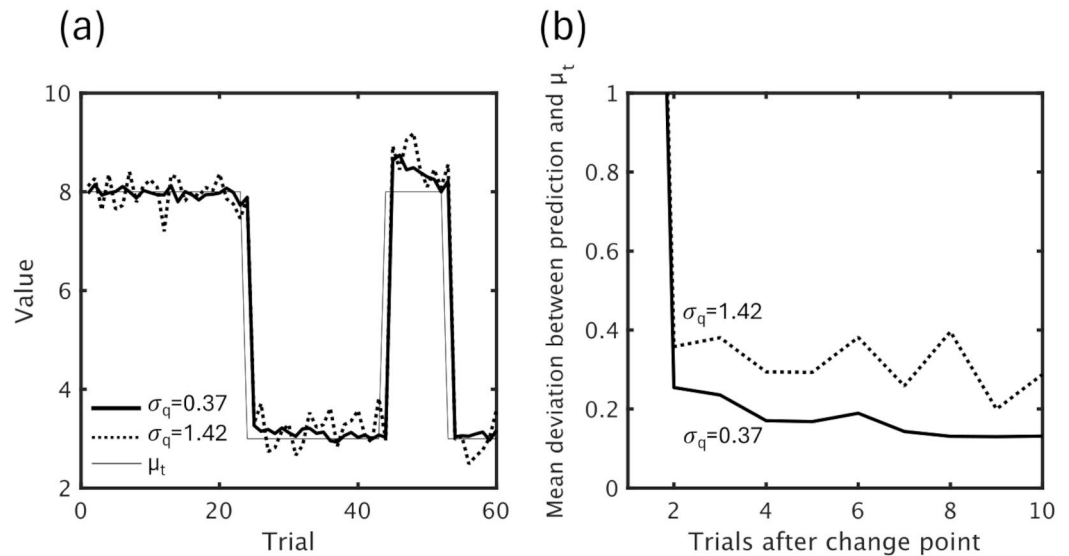 (a)
(b)
Value
10
8
6
4
2
σq=0.37
σq=1.42
μt
0
20
40
60
Trial
Mean deviation between prediction and μt
1
0.8
0.6
0.4
0.2
0
σq=1.42
σq=0.37
2
4
6
8
10
Trials after change point